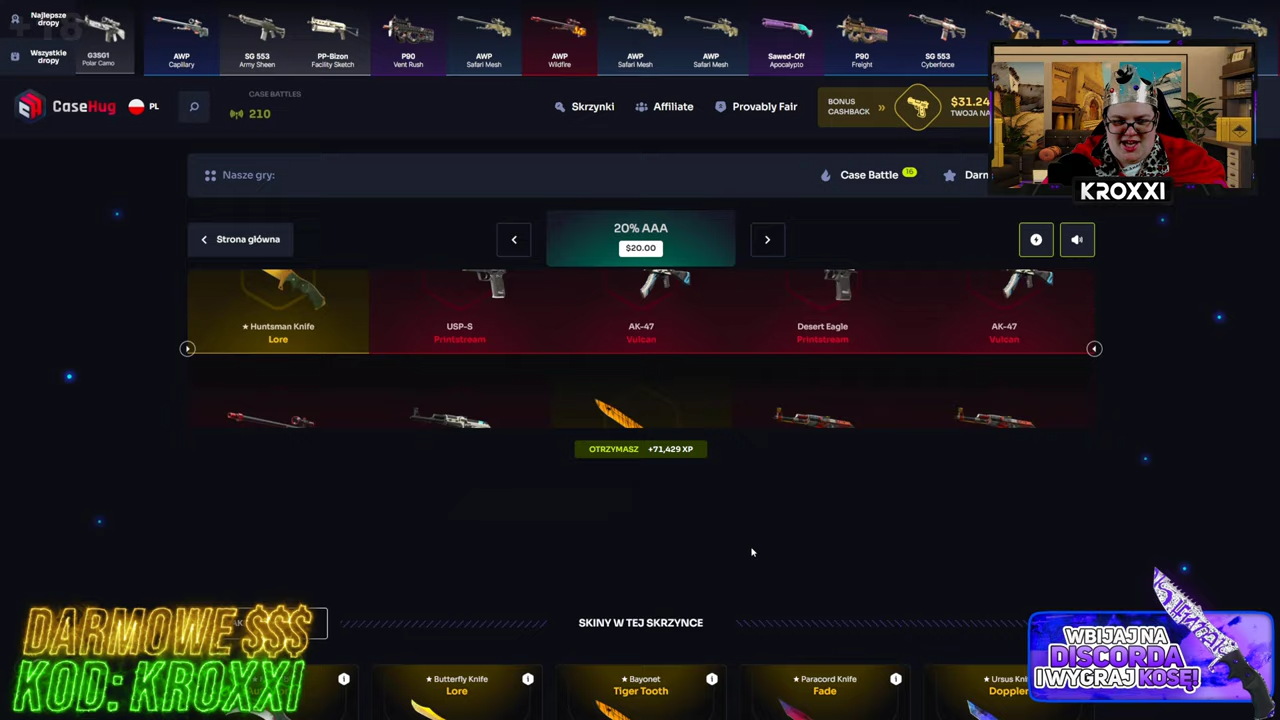 Najlepsze
dropy
Wszystkie
dropy
G3SG1
Polar Camo
AWP
Capillary
SG 553
Army Sheen
PP-Bizon
Facility Sketch
P90
Vent Rush
AWP
Safari Mesh
AWP
Wildfire
AWP
Safari Mesh
AWP
Safari Mesh
Sawed-Off
Apocalypto
P90
Freight
SG 553
Cyberforce
CaseHug
PL
CASE BATTLES
210
Skrzynki
Affiliate
Provably Fair
BONUS
CASHBACK
$31.24
TWOJA NA
KROXXI
Nasze gry:
Case Battle 16
Darm
Strona główna
20% AAA
$20.00
★ Huntsman Knife
Lore
USP-S
Printstream
AK-47
Vulcan
Desert Eagle
Printstream
AK-47
Vulcan
OTRZYMASZ +71,429 XP
SKINY W TEJ SKRZYNCE
★ Butterfly Knife
Lore
★ Bayonet
Tiger Tooth
★ Paracord Knife
Fade
★ Ursus Kni
Doppler
DARMOWE $$$
KOD: KROXXI
WBIJAJ NA
DISCORDA
I WYGRAJ KOSĘ!